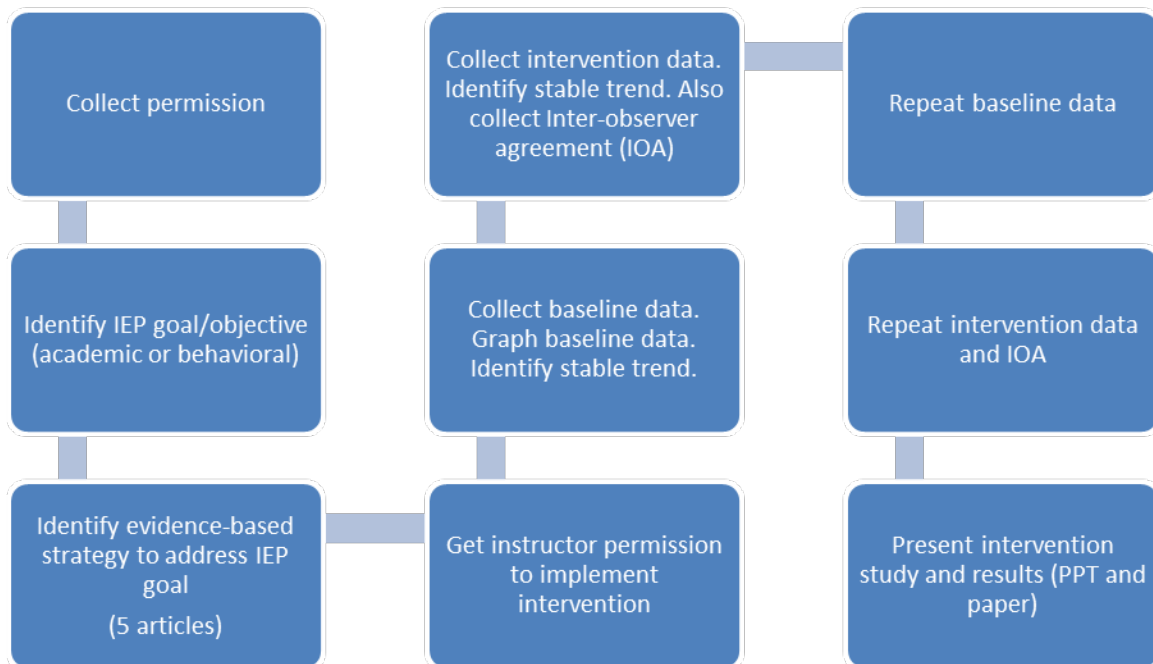 Collect permission
Identify IEP goal/objective
(academic or behavioral)
Identify evidence-based
strategy to address IEP
goal
(5 articles)
Get instructor permission
to implement
intervention
Collect baseline data.
Graph baseline data.
Identify stable trend.
Collect intervention data.
Identify stable trend. Also
collect Inter-observer
agreement (IOA)
Repeat baseline data
Repeat intervention data
and IOA
Present intervention
study and results (PPT and
paper)